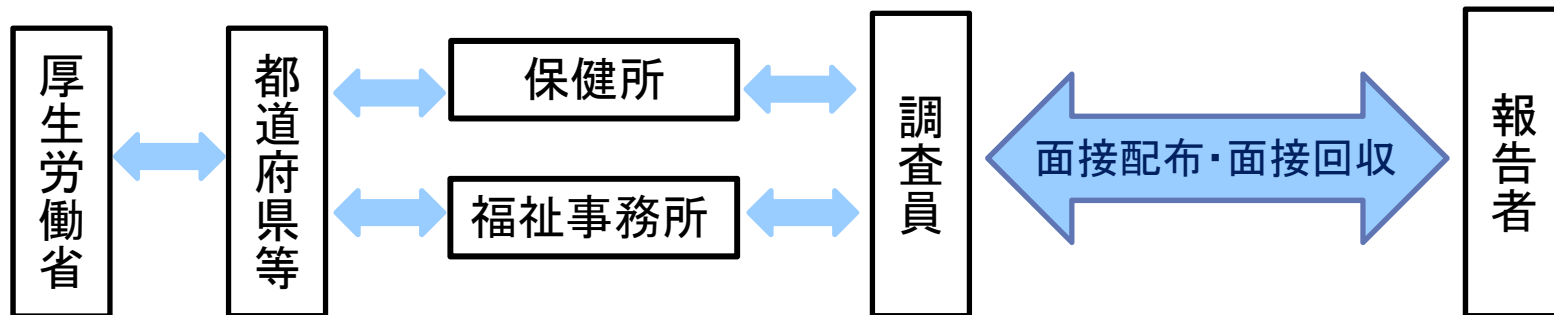 厚生労働省
都道府県等
保健所
福祉事務所
調査員
面接配布・面接回収
報告者